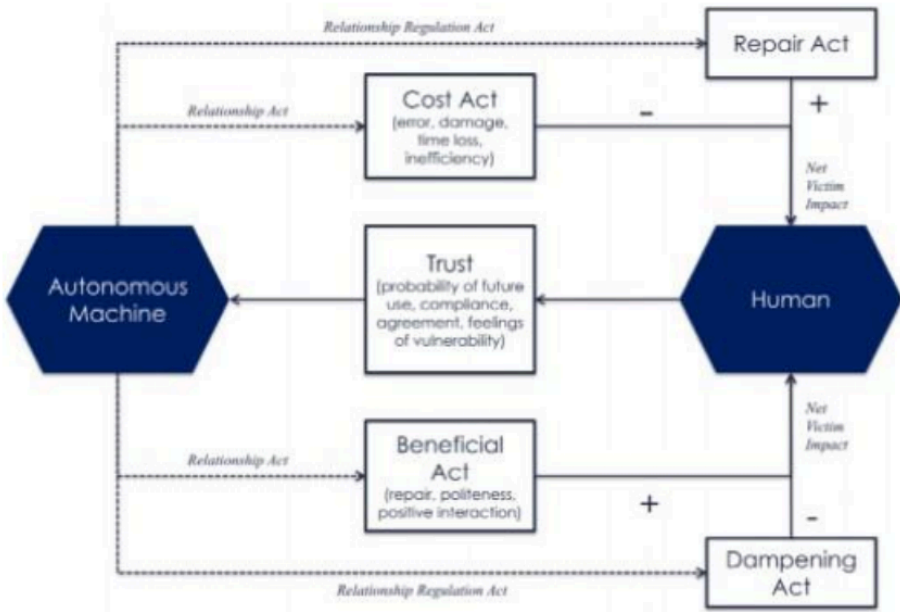 Relationship Regulation Act
Repair Act
Relationship Act
Cost Act
(error, damage,
time loss,
inefficiency)
-
+
Net
Victim
Impact
Autonomous
Machine
Trust
(probability of future
use, compliance,
agreement, feelings
of vulnerability)
Human
Relationship Act
Beneficial
Act
(repair, politeness,
positive interaction)
+
Net
Victim
Impact
-
Relationship Regulation Act
Dampening
Act